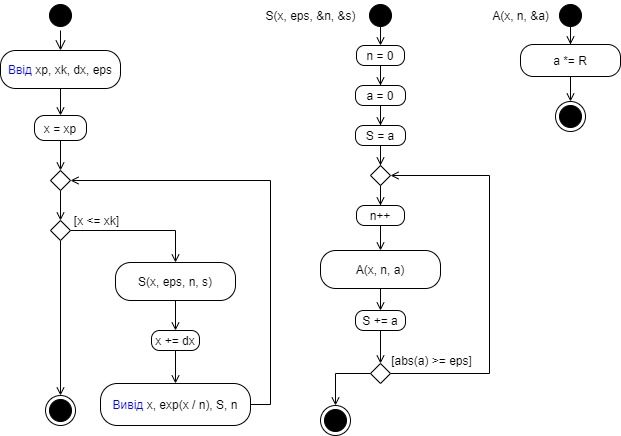 S(x, eps, &n, &s)
A(x, n, &a)
Ввід xp, xk, dx, eps
n = 0
a *= R
a = 0
x = xp
S = a
n++
[x <= xk]
S(x, eps, n, s)
A(x, n, a)
x += dx
S += a
[abs(a) >= eps]
Вивід x, exp(x / n), S, n